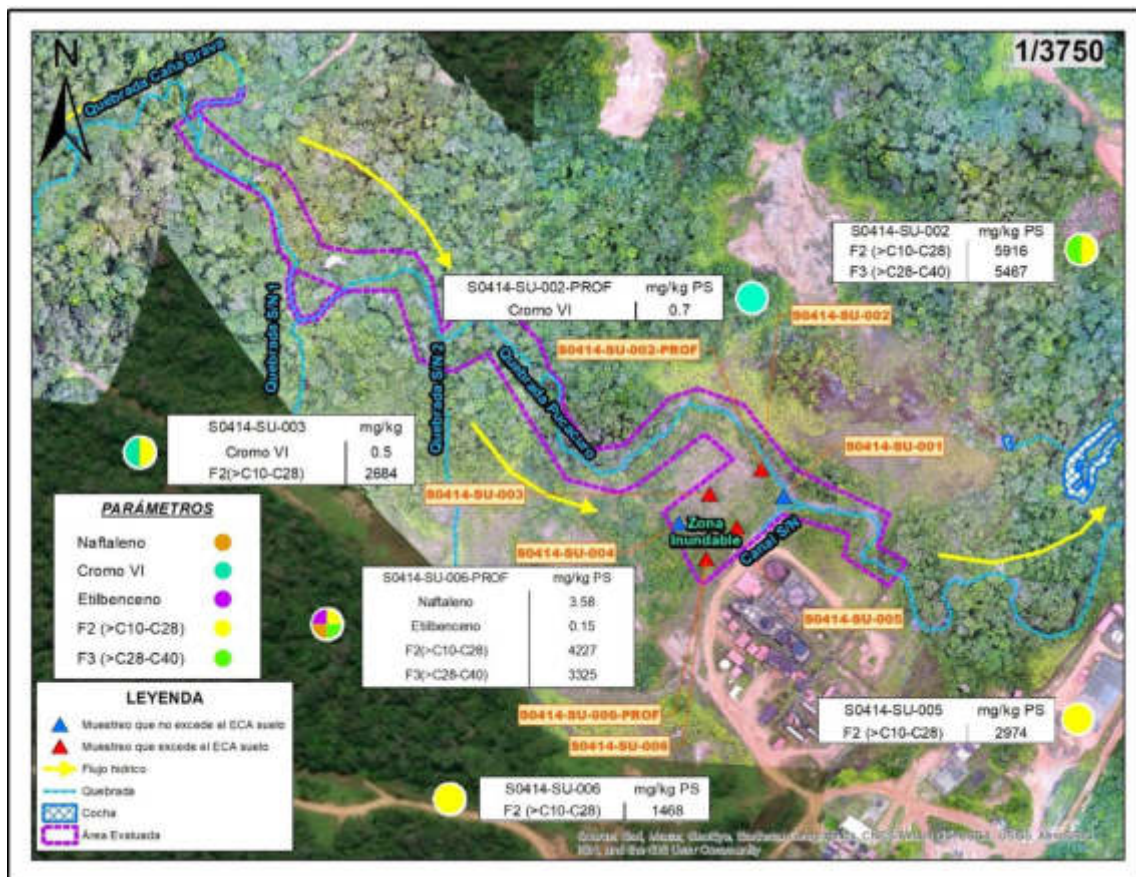 N
1/3750
Quebrada Caña Brava
S0414-SU-002 mg/kg PS
F2 (>C10-C28) 5916
F3 (>C28-C40) 5467
S0414-SU-002-PROF mg/kg PS
Cromo VI 0.7
S0414-SU-002
S0414-SU-002-PROF
Quebrada S/N 1
Quebrada S/N 2
Quebrada Pucacuro
S0414-SU-003 mg/kg
Cromo VI 0.5
F2(>C10-C28) 2684
S0414-SU-001
S0414-SU-003
PARÁMETROS
Naftaleno
Cromo VI
Etilbenceno
F2 (>C10-C28)
F3 (>C28-C40)
Zona
Inundable
Canal S/N
S0414-SU-004
S0414-SU-006-PROF mg/kg PS
Naftaleno 3.58
Etilbenceno 0.15
F2(>C10-C28) 4227
F3(>C28-C40) 3325
S0414-SU-005
LEYENDA
Muestreo que no excede el ECA suelo
Muestreo que excede el ECA suelo
Flujo hídrico
Quebrada
Cocha
Área Evaluada
S0414-SU-006-PROF
S0414-SU-006
S0414-SU-005 mg/kg PS
F2 (>C10-C28) 2974
S0414-SU-006 mg/kg PS
F2 (>C10-C28) 1468
and the GIS User Community